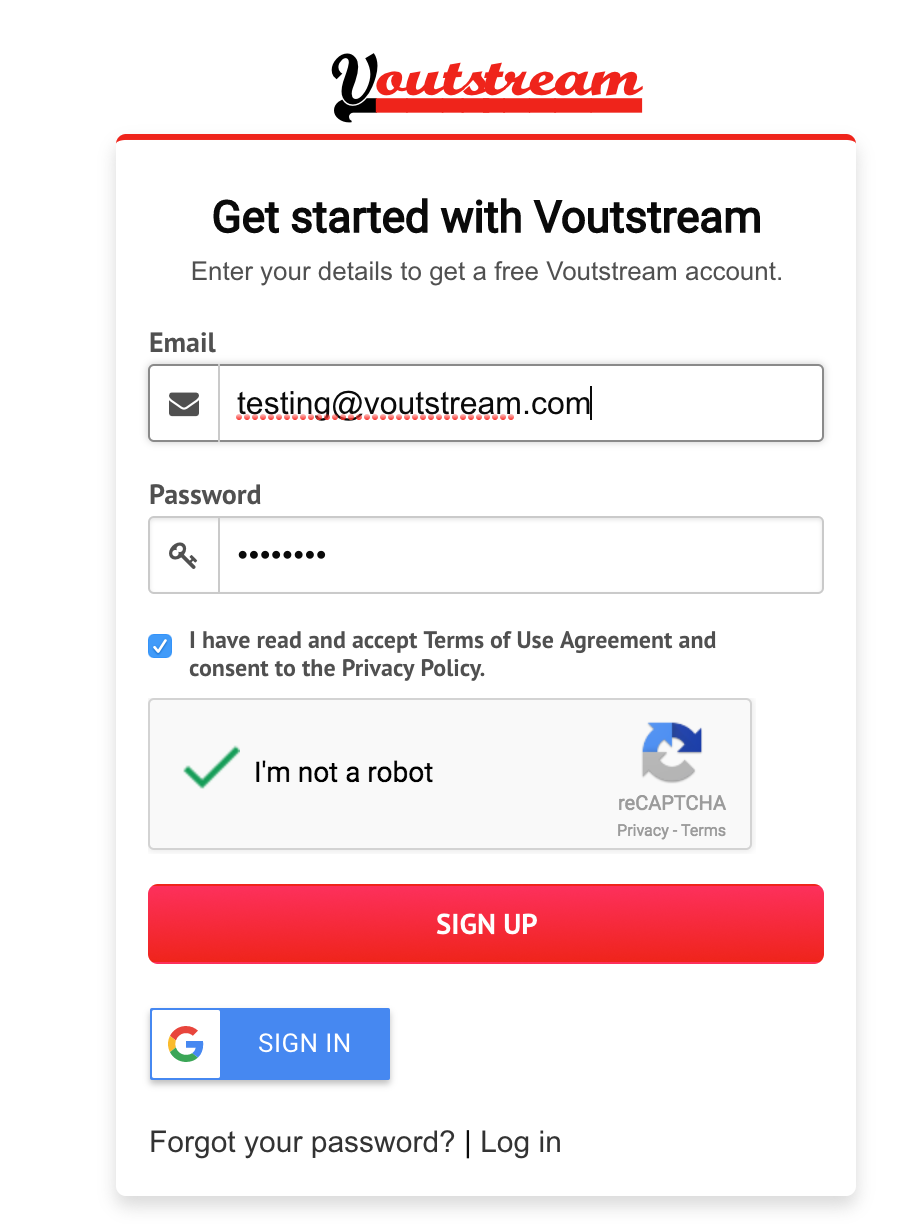 Voutstream
Get started with Voutstream
Enter your details to get a free Voutstream account.
Email
testing@voutstream.com
Password
••••••••
I have read and accept Terms of Use Agreement and
consent to the Privacy Policy.
I'm not a robot
reCAPTCHA
Privacy - Terms
SIGN UP
G SIGN IN
Forgot your password? | Log in